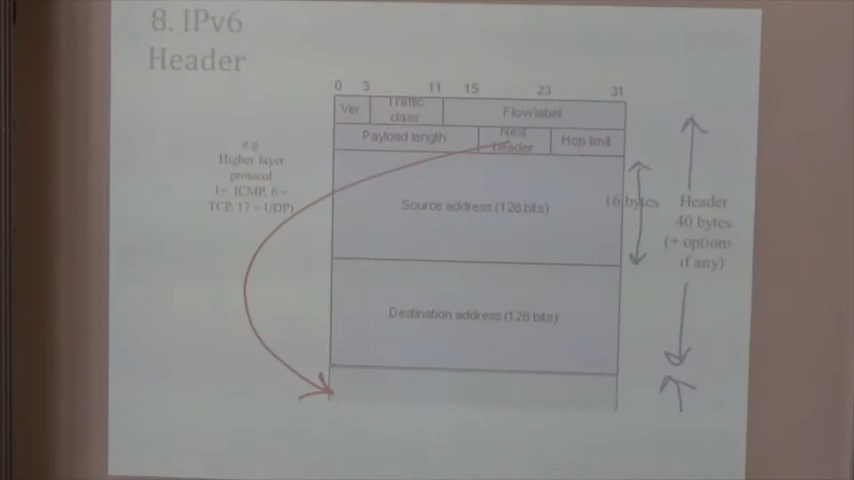 8. IPv6
Header
0 3 11 15 23 31
Ver
Traffic
class
Flow label
Payload length
Next
header
Hop limit
e.g
Higher layer
protocol
1= ICMP, 6 =
TCP, 17 = UDP)
Source address (128 bits)
16 bytes
Header
40 bytes
(+ options
if any)
Destination address (128 bits)